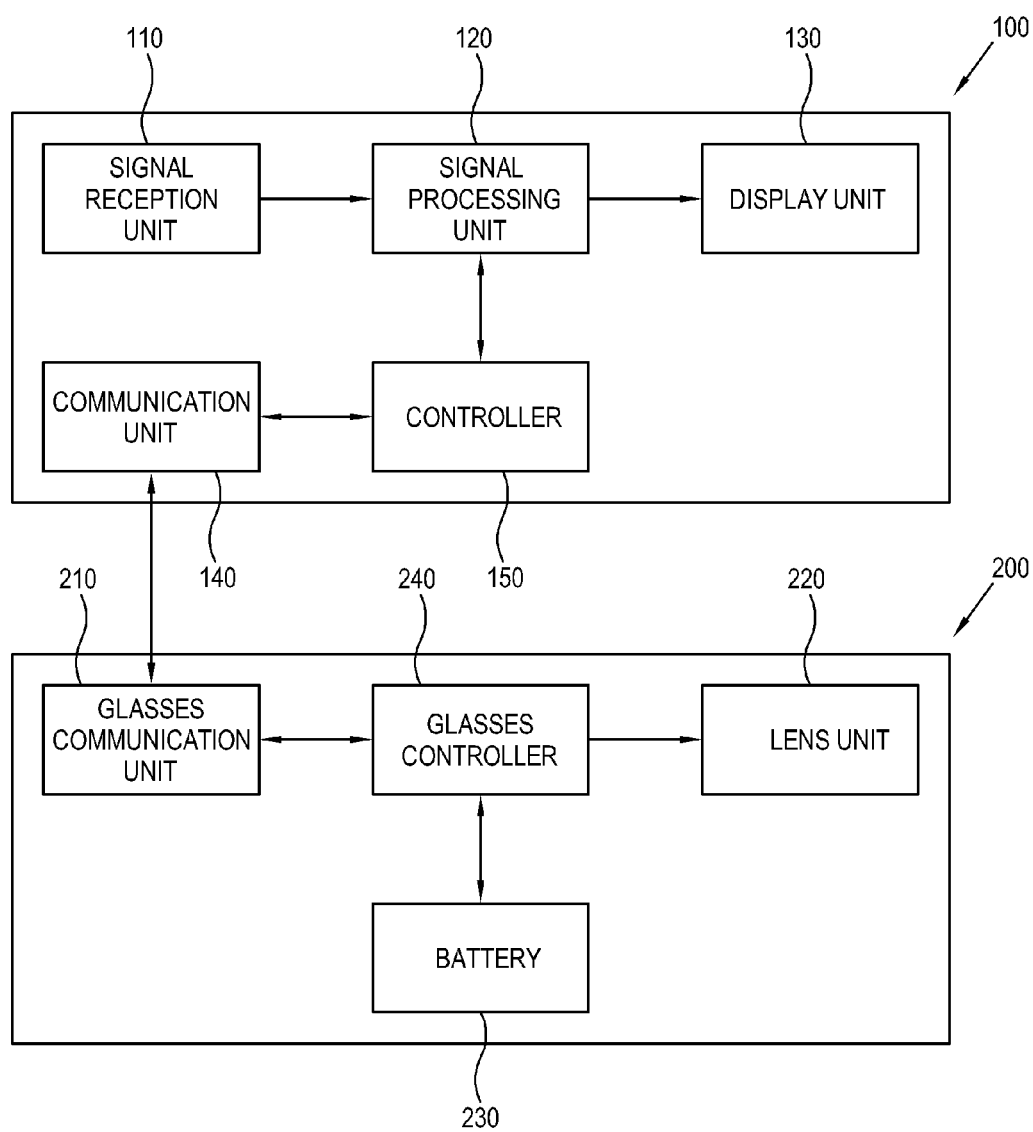 110
120
130
100
SIGNAL
RECEPTION
UNIT
SIGNAL
PROCESSING
UNIT
DISPLAY UNIT
COMMUNICATION
UNIT
CONTROLLER
140
150
210
240
220
200
GLASSES
COMMUNICATION
UNIT
GLASSES
CONTROLLER
LENS UNIT
BATTERY
230